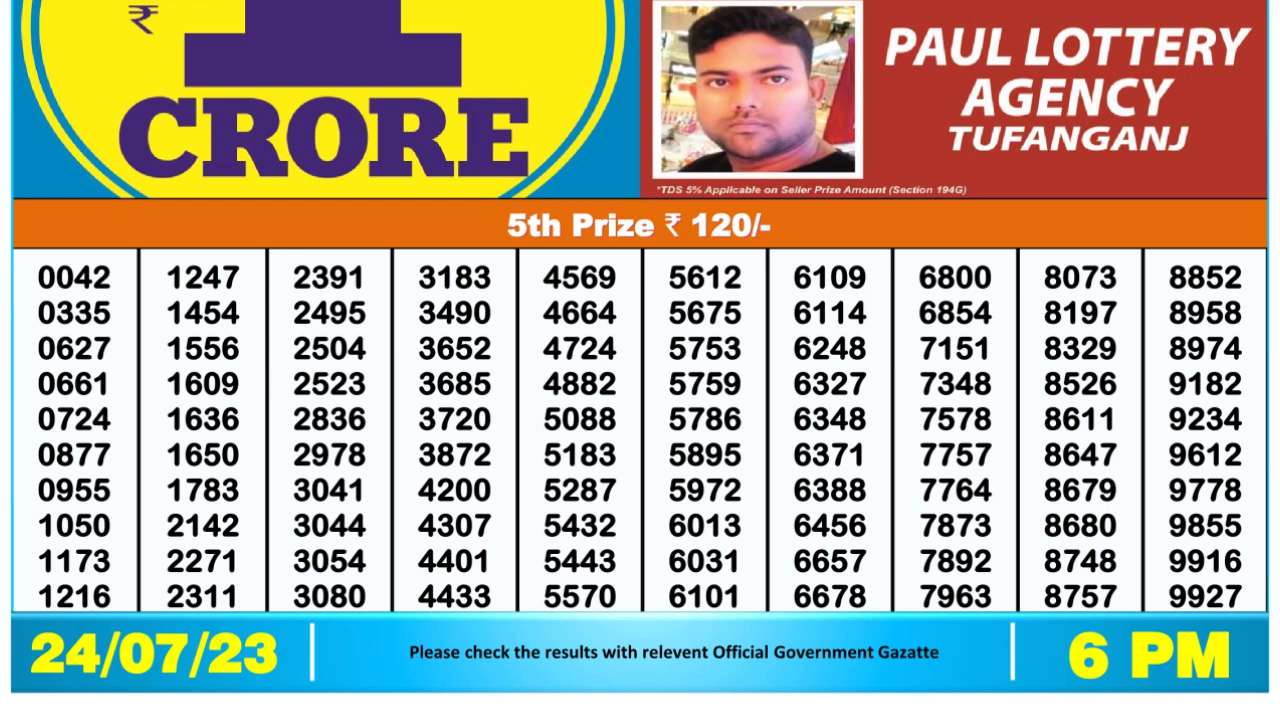 ₹
1
CRORE
PAUL LOTTERY
AGENCY
TUFANGANJ
*TDS 5% Applicable on Seller Prize Amount (Section 194G)
5th Prize ₹ 120/-
0042 1247 2391 3183 4569 5612 6109 6800 8073 8852
0335 1454 2495 3490 4664 5675 6114 6854 8197 8958
0627 1556 2504 3652 4724 5753 6248 7151 8329 8974
0661 1609 2523 3685 4882 5759 6327 7348 8526 9182
0724 1636 2836 3720 5088 5786 6348 7578 8611 9234
0877 1650 2978 3872 5183 5895 6371 7757 8647 9612
0955 1783 3041 4200 5287 5972 6388 7764 8679 9778
1050 2142 3044 4307 5432 6013 6456 7873 8680 9855
1173 2271 3054 4401 5443 6031 6657 7892 8748 9916
1216 2311 3080 4433 5570 6101 6678 7963 8757 9927
24/07/23
Please check the results with relevent Official Government Gazatte
6 PM